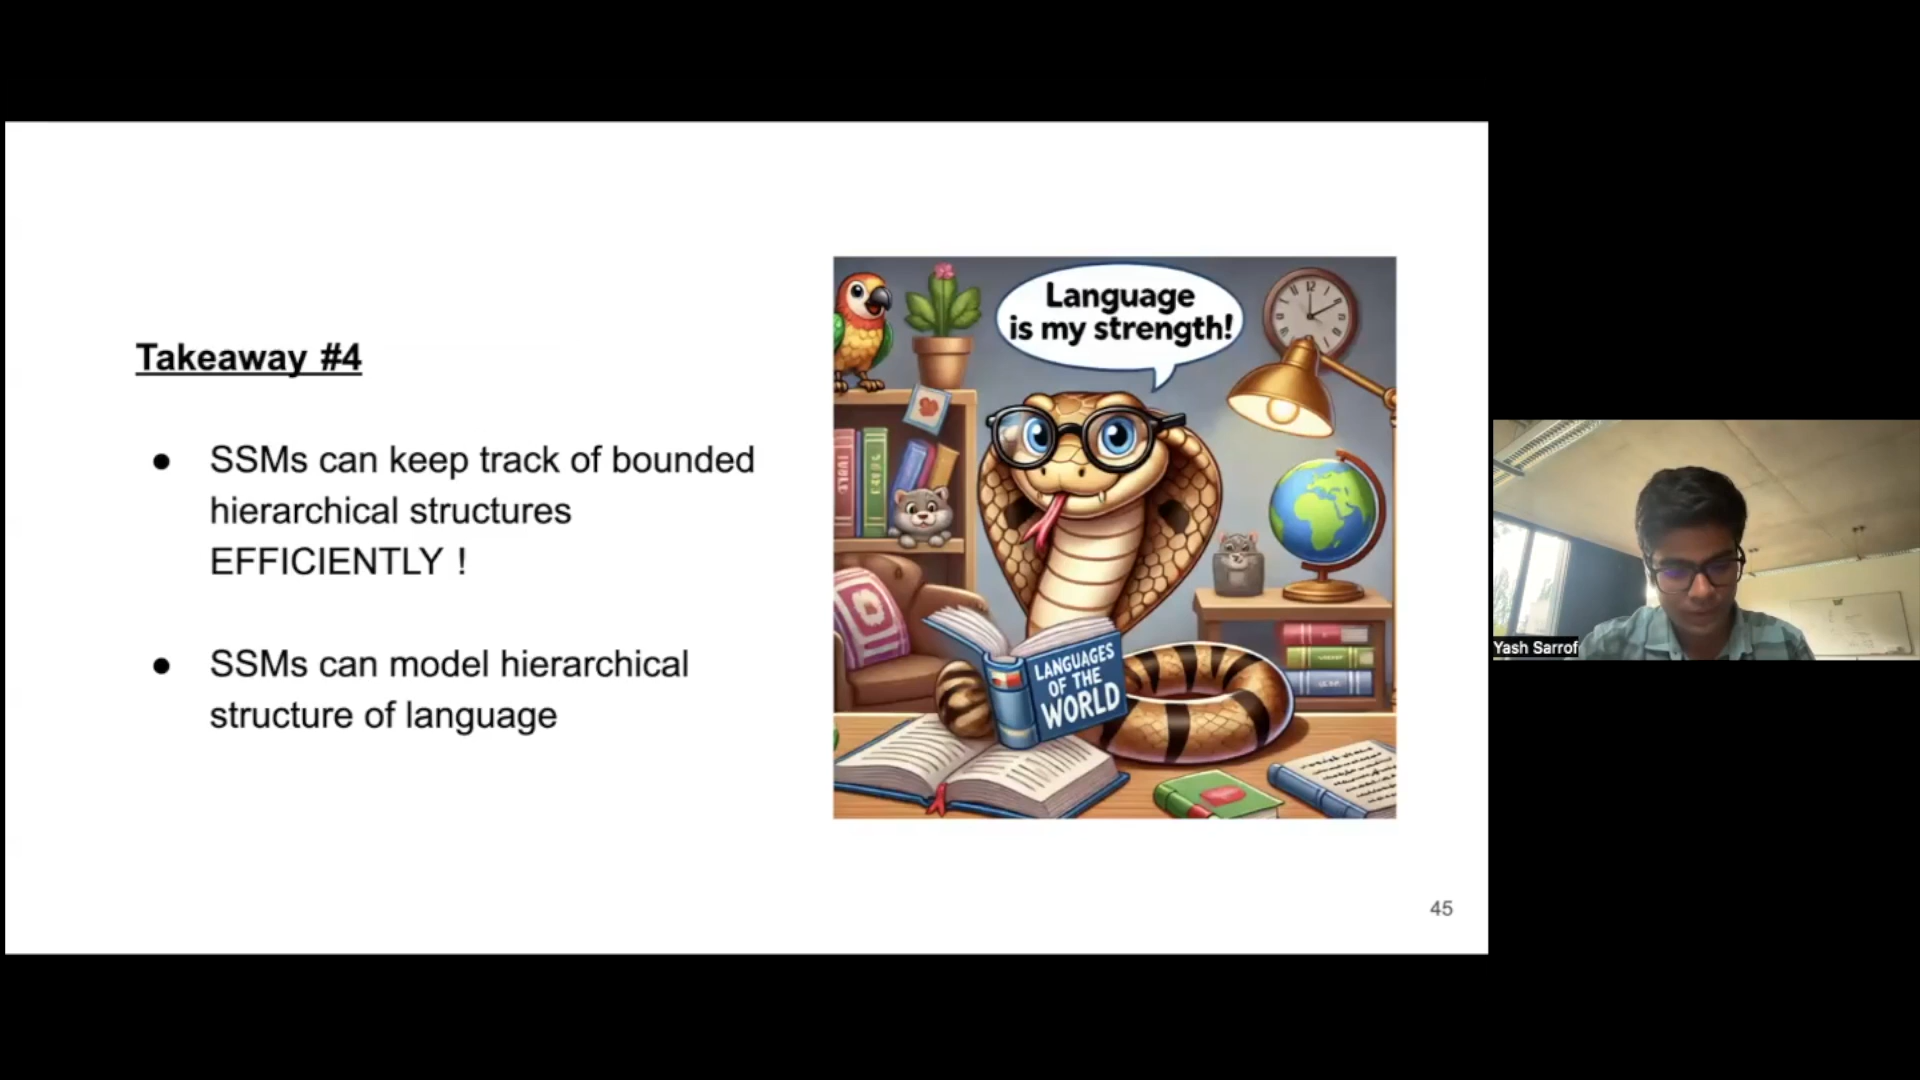 Takeaway #4
● SSMs can keep track of bounded
hierarchical structures
EFFICIENTLY !
● SSMs can model hierarchical
structure of language
Language
is my strength!
LANGUAGES
OF THE
WORLD
45
Yash Sarrof